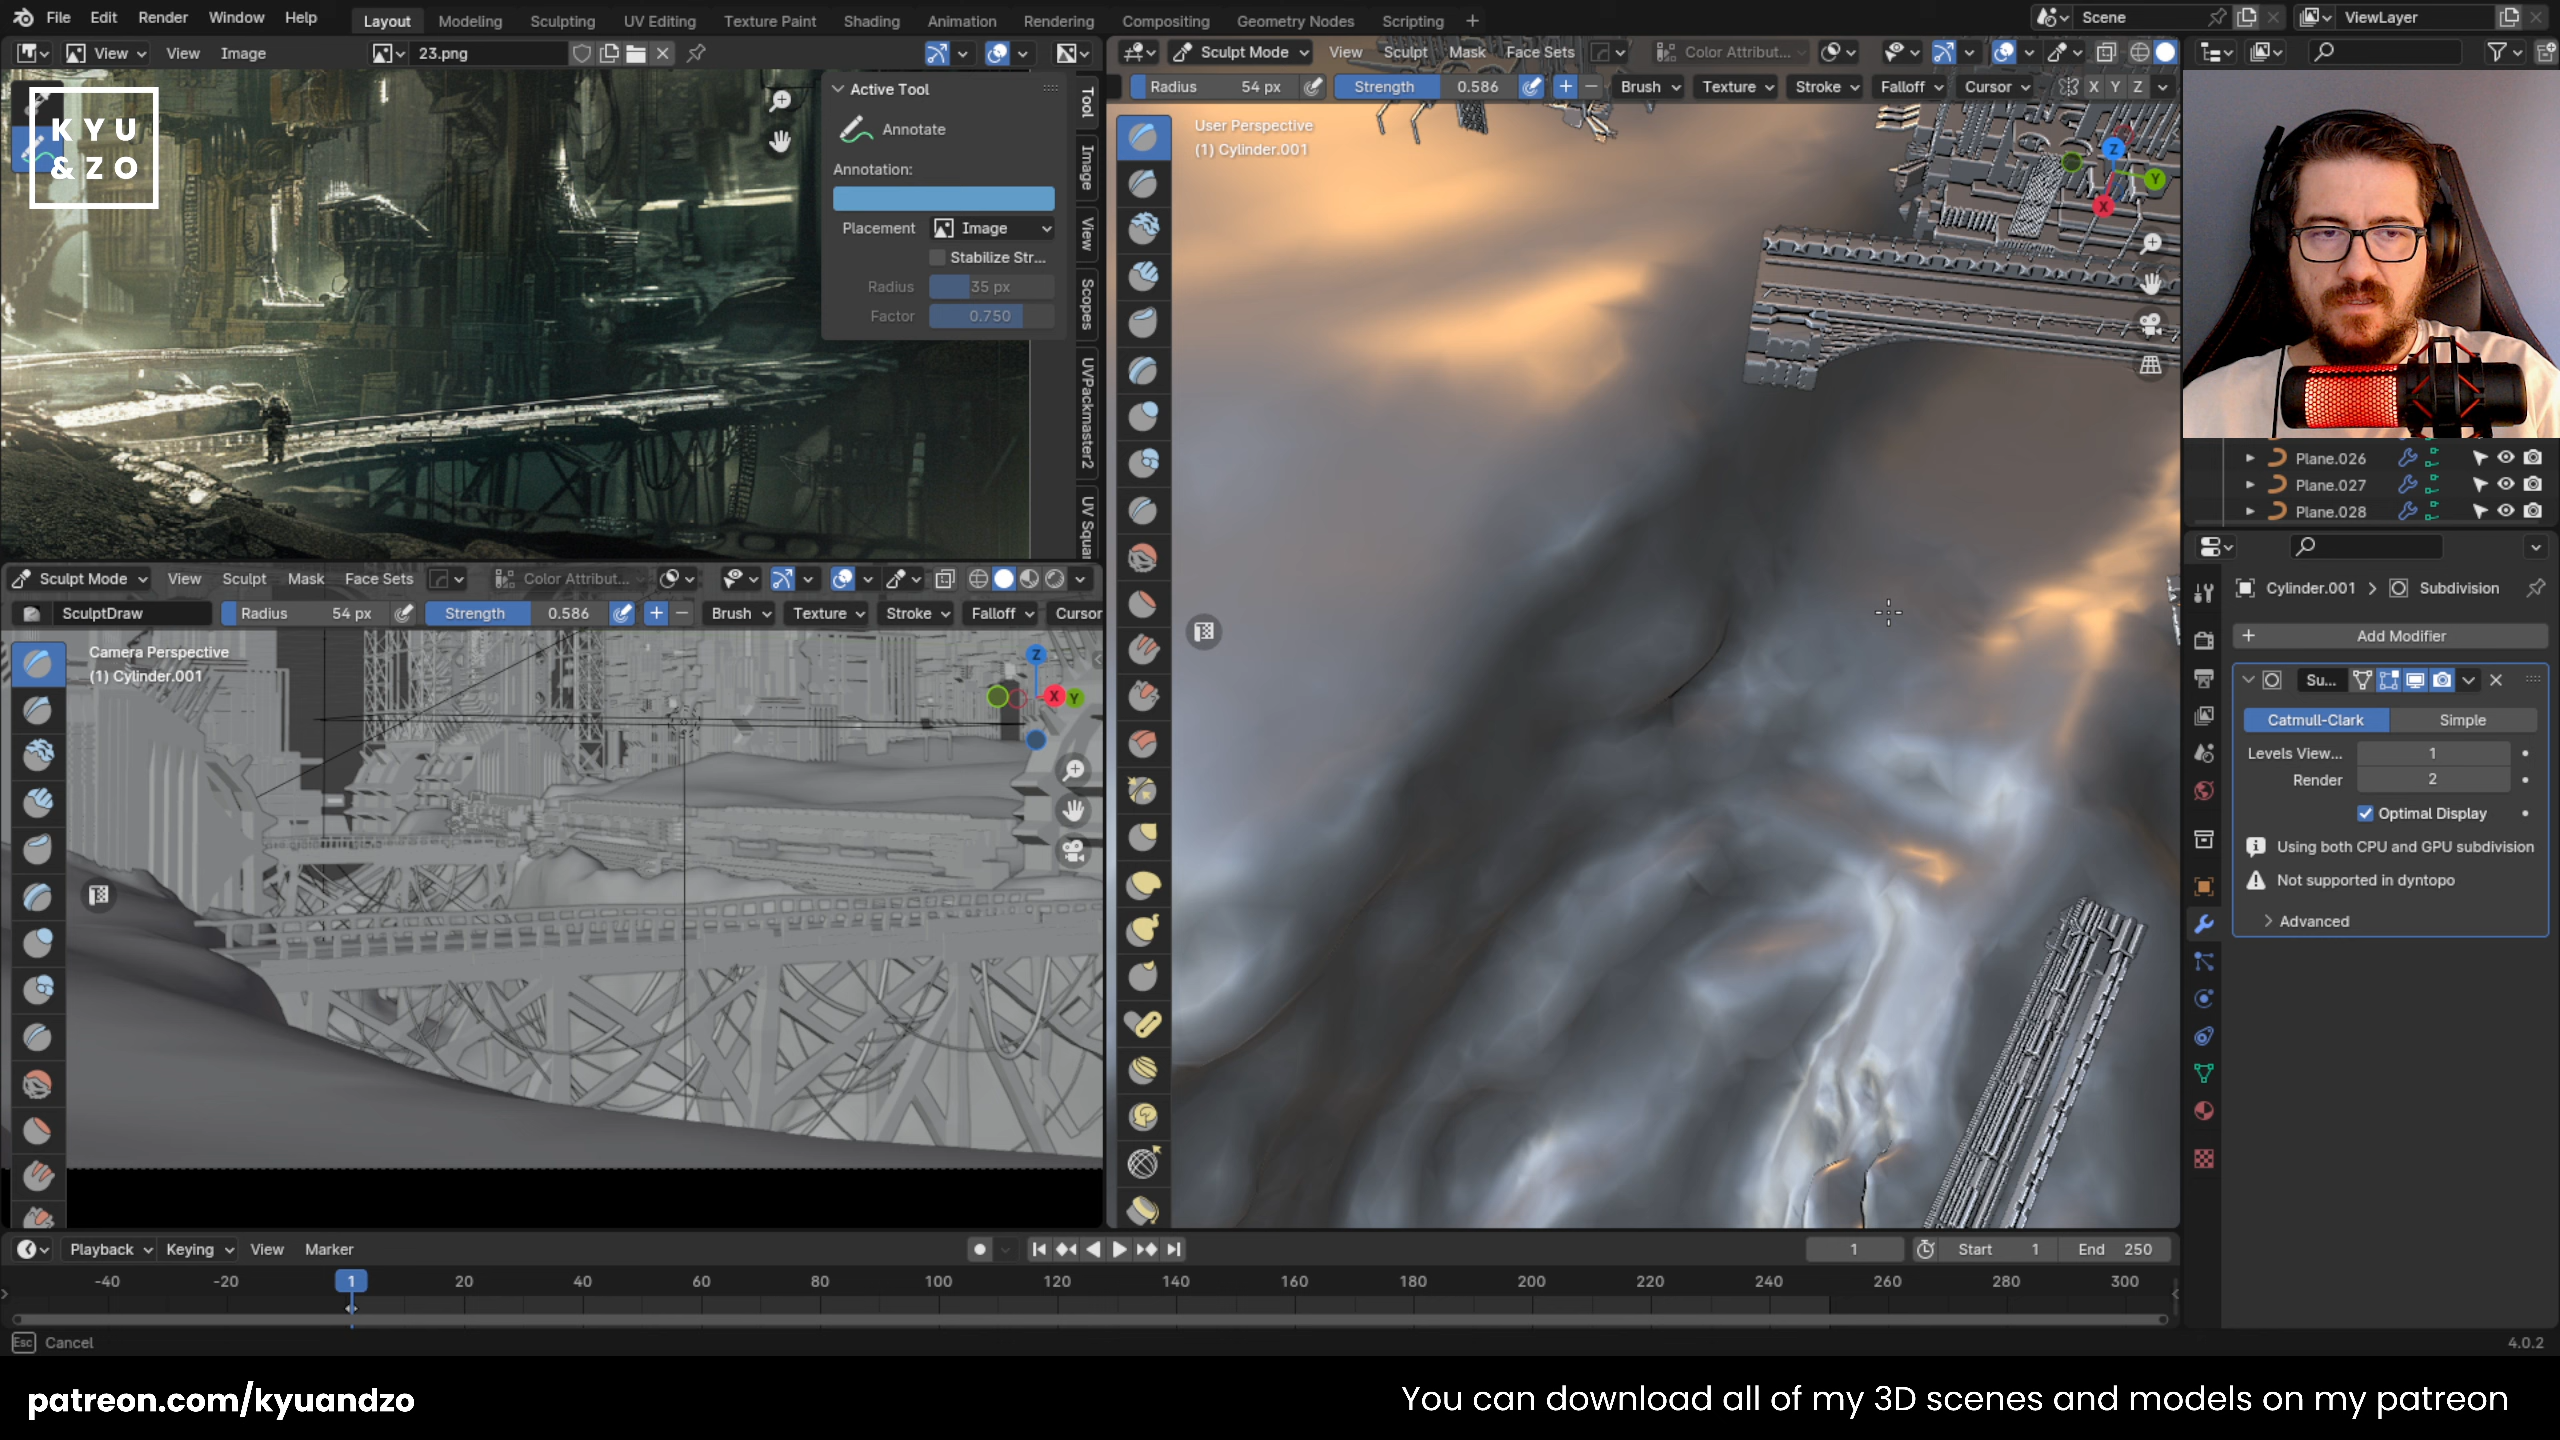 File Edit Render Window Help Layout Modeling Sculpting UV Editing Texture Paint Shading Animation Rendering Compositing Geometry Nodes Scripting + Scene ViewLayer
View View Image 23.png
Sculpt Mode View Sculpt Mask Face Sets Color Attribut...
Radius 54 px Strength 0.586 Brush Texture Stroke Falloff Cursor X Y Z
KYU
&ZO
Active Tool
Annotate
Annotation:
Placement Image
Stabilize Str...
Radius 35 px
Factor 0.750
Tool
Image
View
Scopes
UVPackmaster2
UV Squa
User Perspective
(1) Cylinder.001
Z
Y
X
Plane.026
Plane.027
Plane.028
Sculpt Mode View Sculpt Mask Face Sets Color Attribut...
SculptDraw Radius 54 px Strength 0.586 Brush Texture Stroke Falloff Cursor
Camera Perspective
(1) Cylinder.001
Z
X Y
Cylinder.001 > Subdivision
Add Modifier
Su...
Catmull-Clark Simple
Levels View... 1
Render 2
Optimal Display
Using both CPU and GPU subdivision
Not supported in dyntopo
Advanced
Playback Keying View Marker 1 Start 1 End 250
-40 -20 1 20 40 60 80 100 120 140 160 180 200 220 240 260 280 300
Esc Cancel 4.0.2
patreon.com/kyuandzo
You can download all of my 3D scenes and models on my patreon